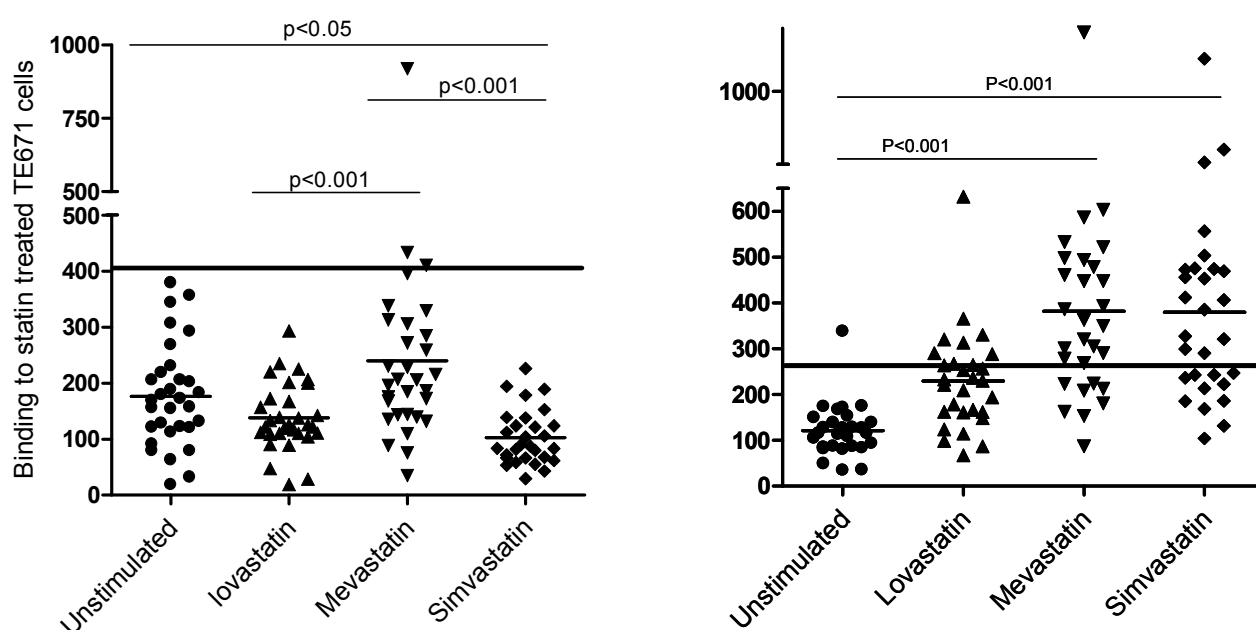 Binding to statin treated TE671 cells
p<0.05
1000
p<0.001
750
p<0.001
500
500
400
300
200
100
0
Unstimulated
lovastatin
Mevastatin
Simvastatin
P<0.001
1000
P<0.001
600
500
400
300
200
100
0
Unstimulated
Lovastatin
Mevastatin
Simvastatin